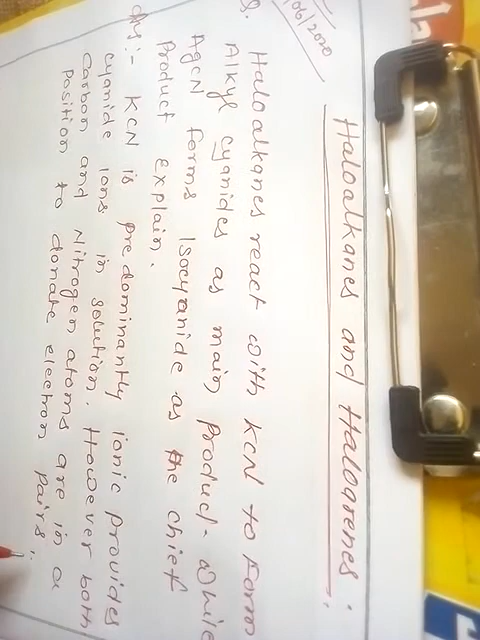 /06/2020
Haloalkanes and Haloarenes:
Q. Haloalkanes react with KCN to Form
Alkyl cyanides as main product. while
AgCN forms Isocyanide as the chief
Product explain.
Ans:- KCN is predominantly ionic provides
cyanide Ions in solution. However both
Carbon and Nitrogen atoms are in a
Position to donate electron pairs.